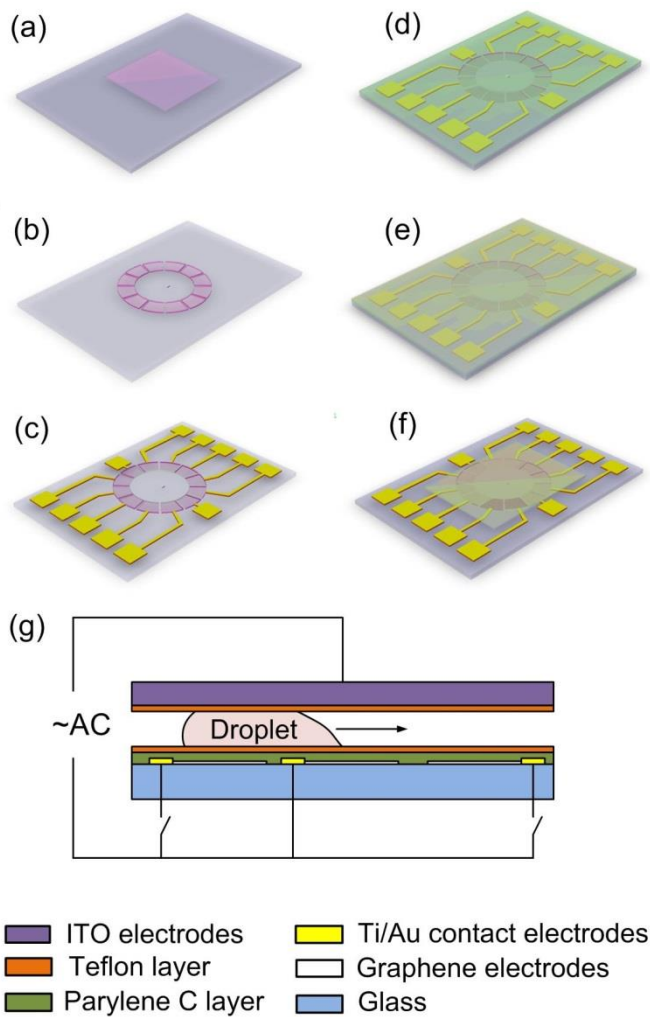 (a)
(d)
(b)
(e)
(c)
(f)
(g)
~AC
Droplet
ITO electrodes
Ti/Au contact electrodes
Teflon layer
Graphene electrodes
Parylene C layer
Glass